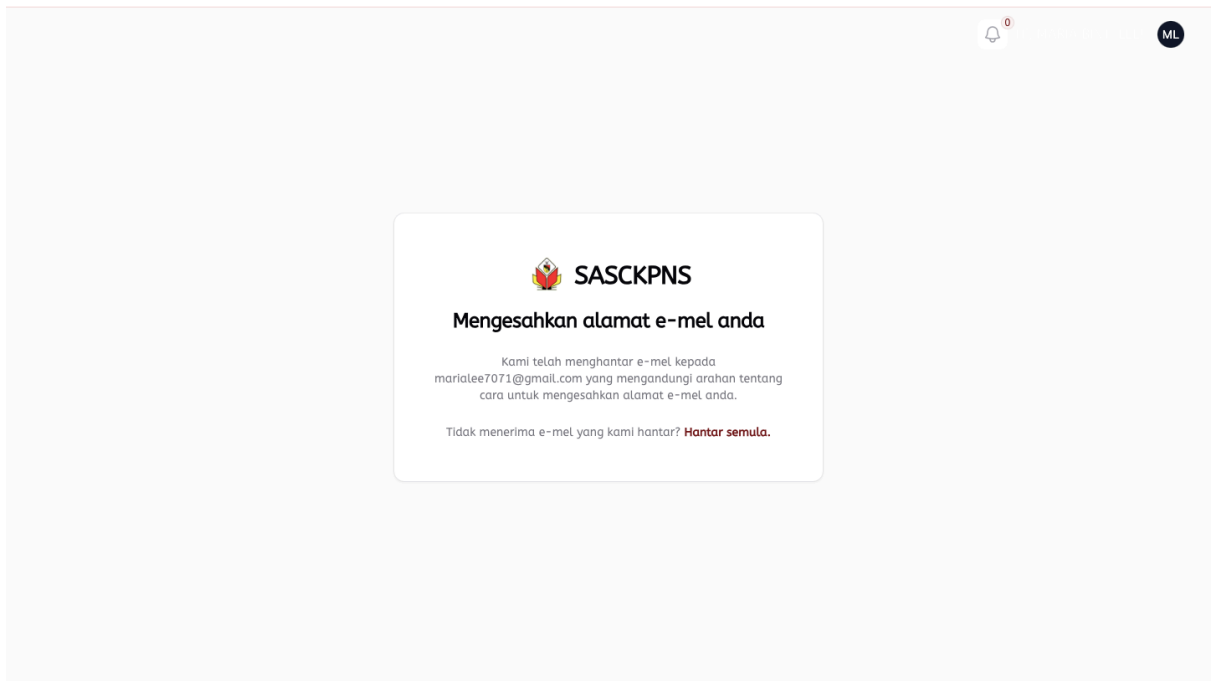 0
ML
SASCKPNS
Mengesahkan alamat e-mel anda
Kami telah menghantar e-mel kepada
marialee7071@gmail.com yang mengandungi arahan tentang
cara untuk mengesahkan alamat e-mel anda.
Tidak menerima e-mel yang kami hantar? Hantar semula.